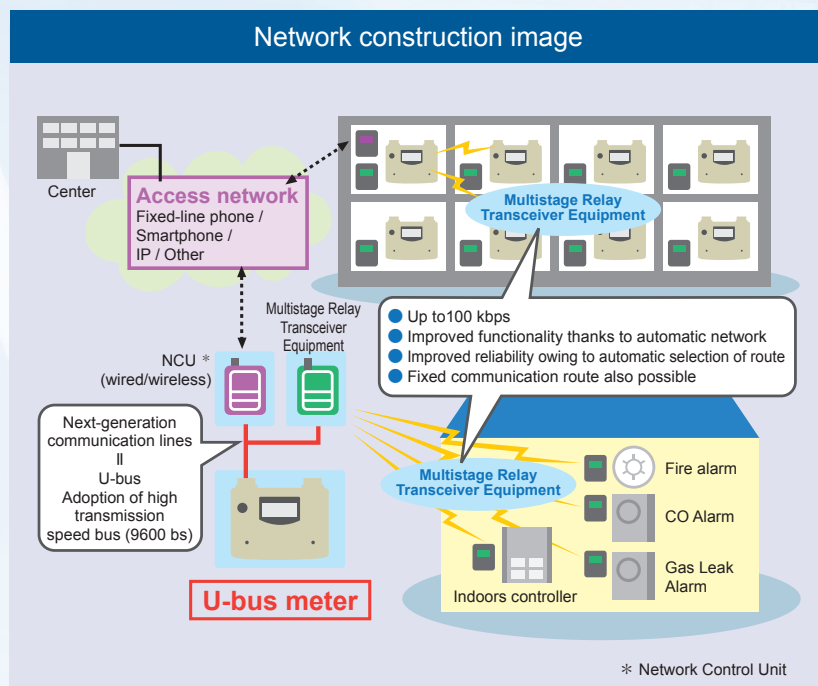 Network construction image
Center
Access network
Fixed-line phone /
Smartphone /
IP / Other
Multistage Relay
Transceiver Equipment
● Up to100 kbps
● Improved functionality thanks to automatic network
● Improved reliability owing to automatic selection of route
● Fixed communication route also possible
Multistage Relay
Transceiver
Equipment
NCU *
(wired/wireless)
Next-generation
communication lines
II
U-bus
Adoption of high
transmission
speed bus (9600 bs)
U-bus meter
Multistage Relay
Transceiver Equipment
Fire alarm
CO Alarm
Gas Leak
Alarm
Indoors controller
* Network Control Unit